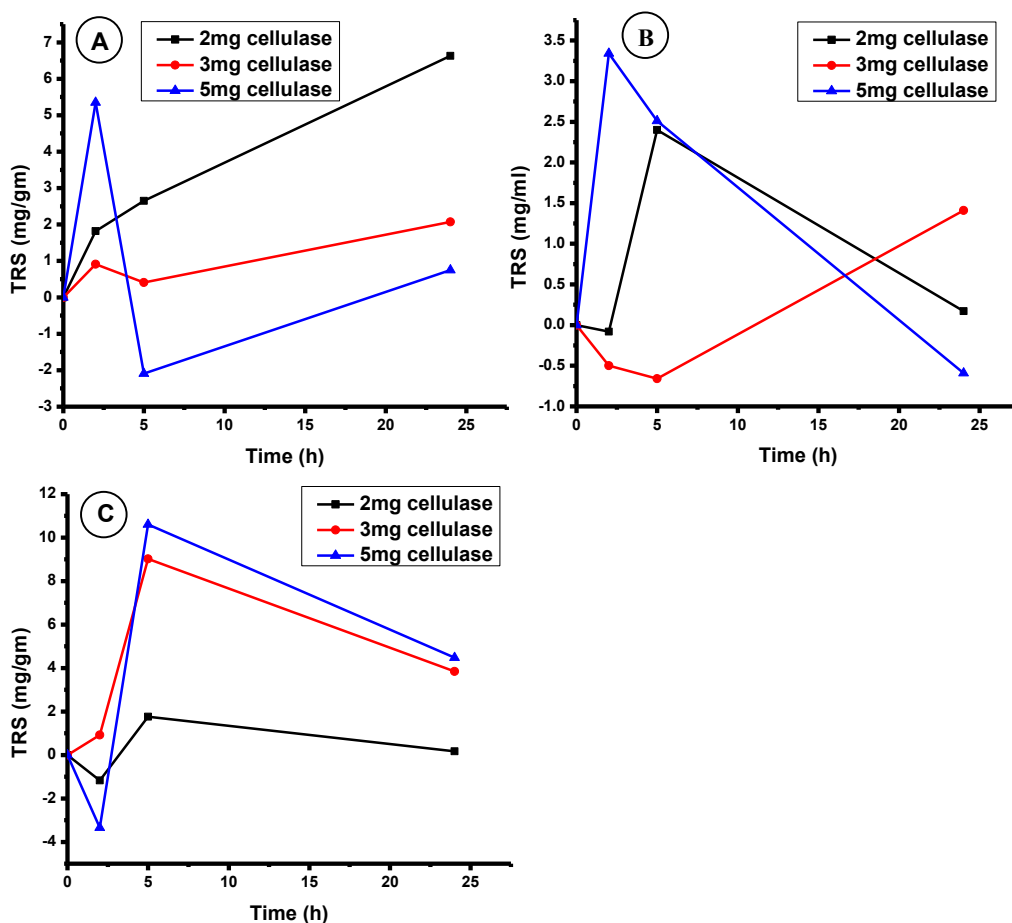 A
2mg cellulase
3mg cellulase
5mg cellulase
TRS (mg/gm)
7
6
5
4
3
2
1
0
-1
-2
-3
0 5 10 15 20 25
Time (h)
B
2mg cellulase
3mg cellulase
5mg cellulase
TRS (mg/ml)
3.5
3.0
2.5
2.0
1.5
1.0
0.5
0.0
-0.5
-1.0
0 5 10 15 20 25
Time (h)
C
2mg cellulase
3mg cellulase
5mg cellulase
TRS (mg/gm)
12
10
8
6
4
2
0
-2
-4
0 5 10 15 20 25
Time (h)